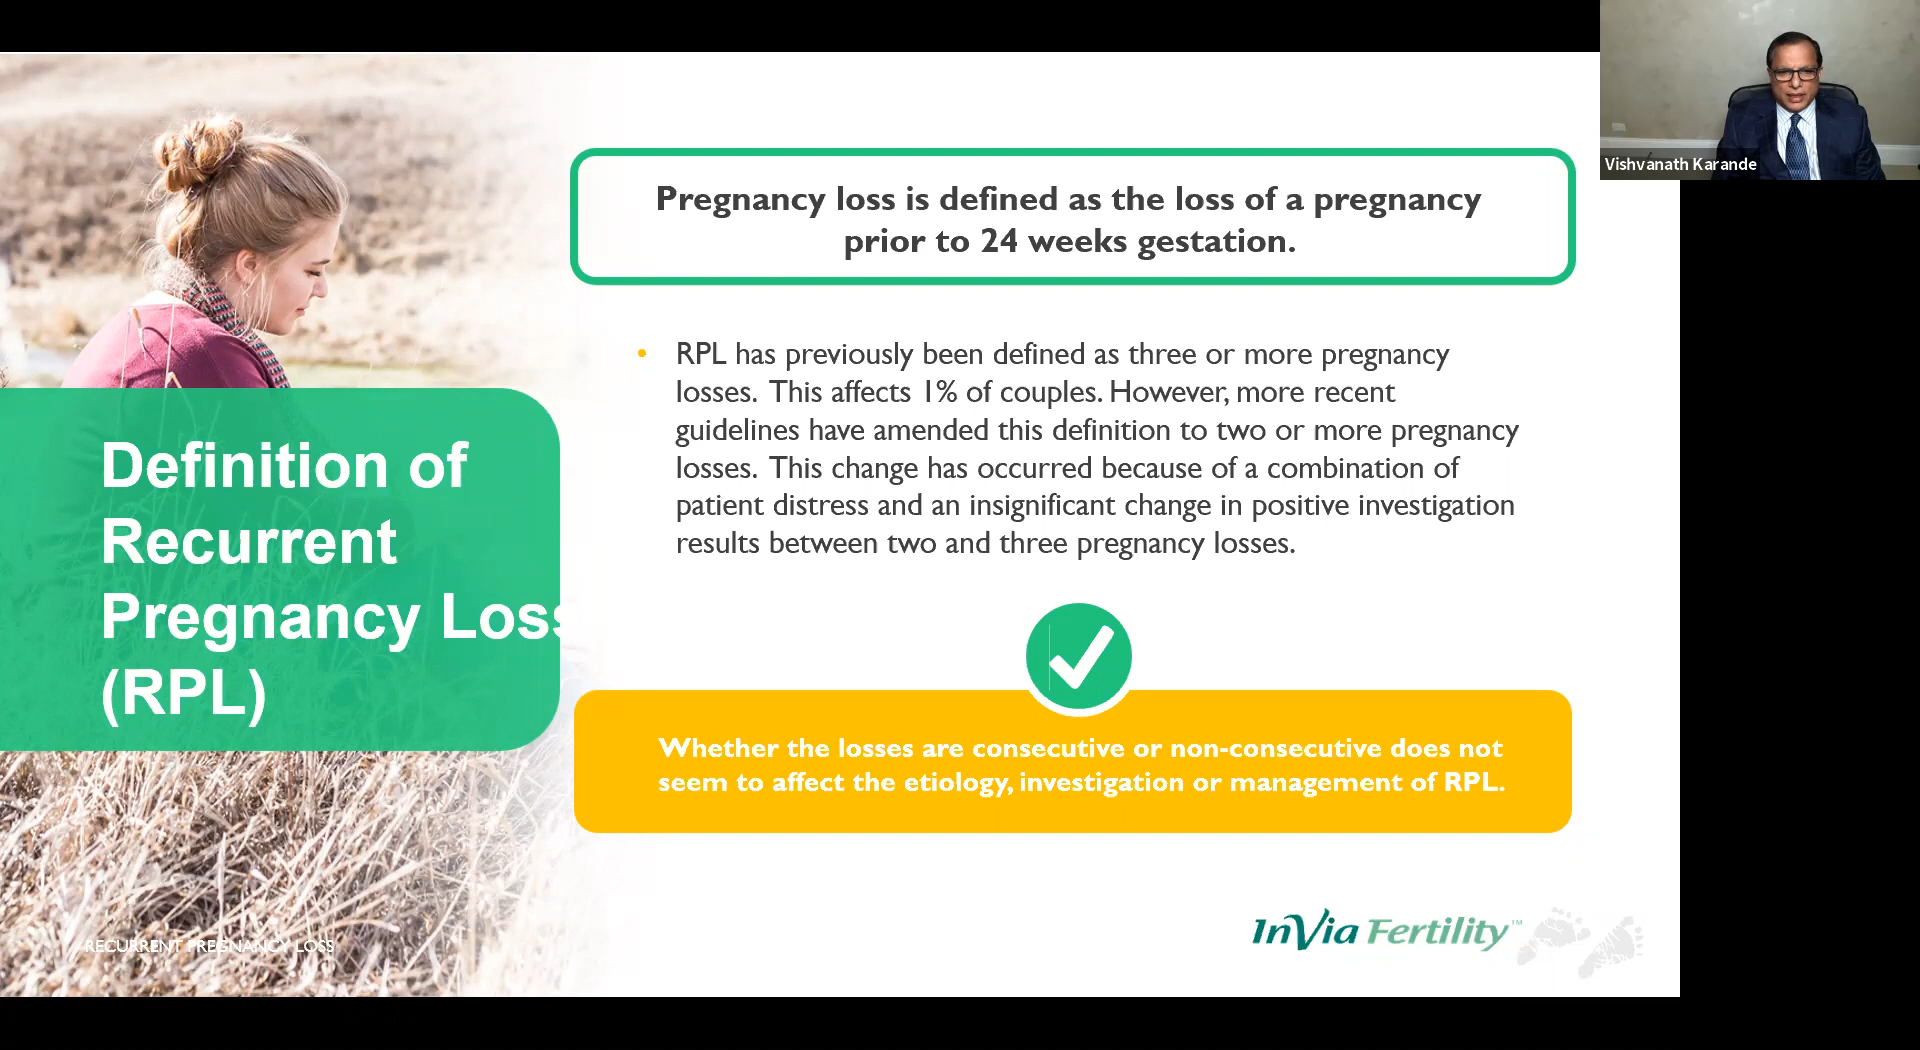 Vishvanath Karande
Pregnancy loss is defined as the loss of a pregnancy
prior to 24 weeks gestation.
• RPL has previously been defined as three or more pregnancy
losses. This affects 1% of couples. However, more recent
guidelines have amended this definition to two or more pregnancy
losses. This change has occurred because of a combination of
patient distress and an insignificant change in positive investigation
results between two and three pregnancy losses.
Definition of
Recurrent
Pregnancy Loss
(RPL)
Whether the losses are consecutive or non-consecutive does not
seem to affect the etiology, investigation or management of RPL.
RECURRENT PREGNANCY LOSS
InVia Fertility™